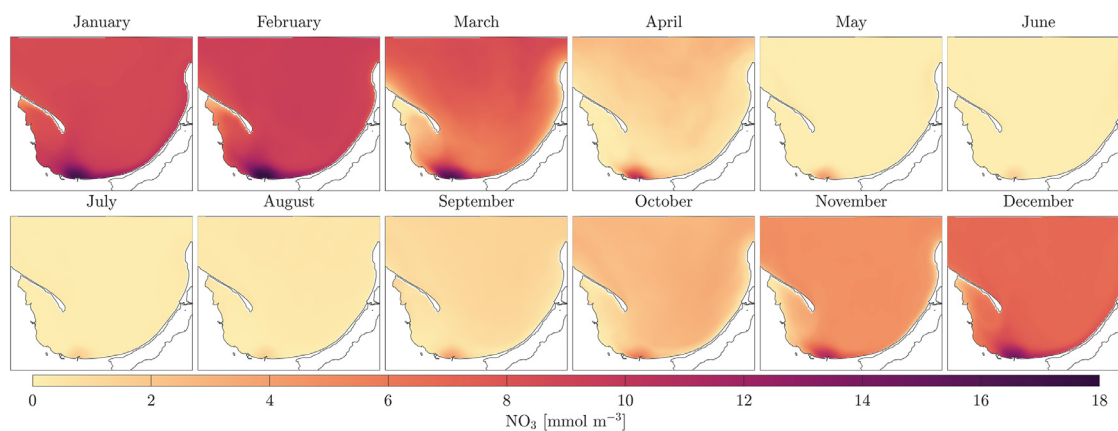 January February March April May June
July August September October November December
0 2 4 6 8 10 12 14 16 18
NO₃ [mmol m⁻³]